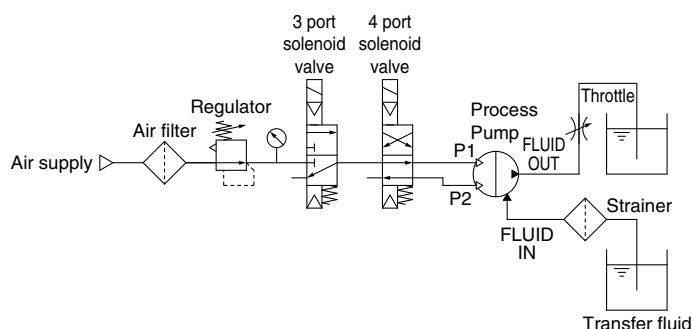 3 port
solenoid
valve
4 port
solenoid
valve
Regulator
Air filter
Air supply
Process
Pump
P1
P2
Throttle
FLUID
OUT
FLUID
IN
Strainer
Transfer fluid